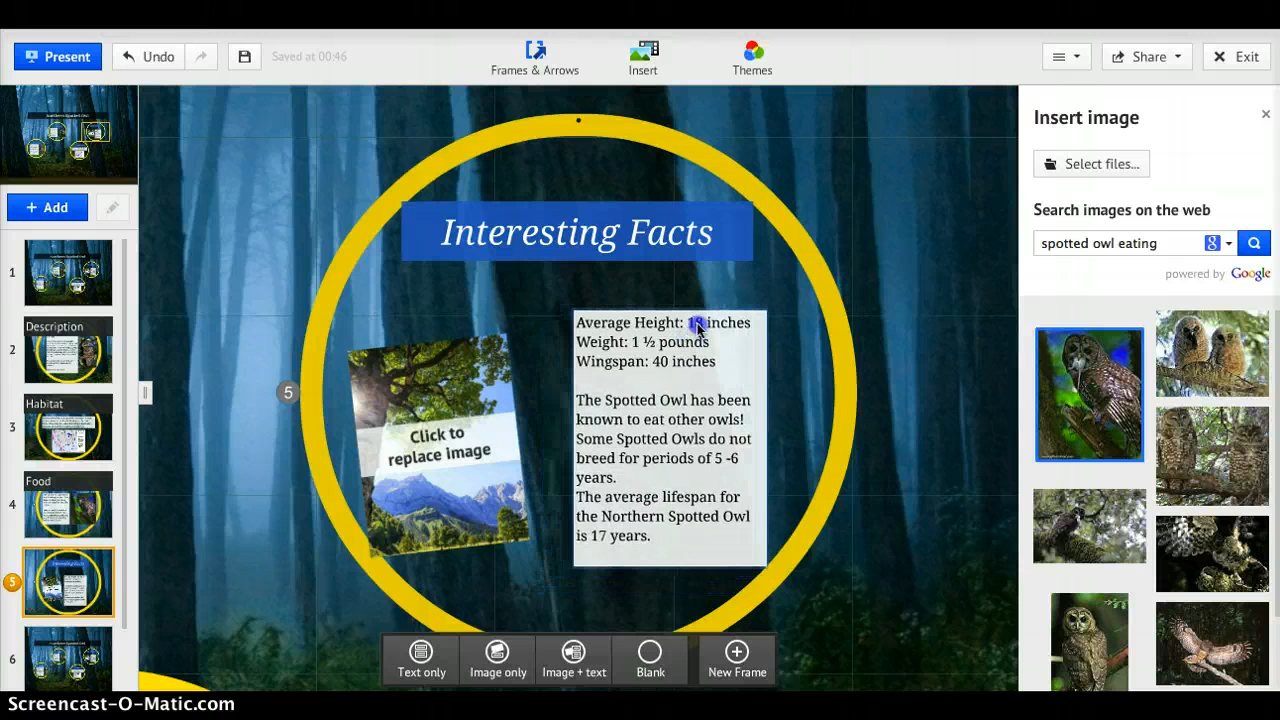 Present
Undo
Saved at 00:46
Frames & Arrows
Insert
Themes
Share
Exit
+ Add
1
Description
2
Habitat
3
Food
4
5
6
5
Interesting Facts
Click to
replace image
Average Height: 18 inches
Weight: 1 ½ pounds
Wingspan: 40 inches
The Spotted Owl has been
known to eat other owls!
Some Spotted Owls do not
breed for periods of 5 -6
years.
The average lifespan for
the Northern Spotted Owl
is 17 years.
Text only
Image only
Image + text
Blank
New Frame
Insert image
Select files...
Search images on the web
spotted owl eating
powered by Google
Screencast-O-Matic.com